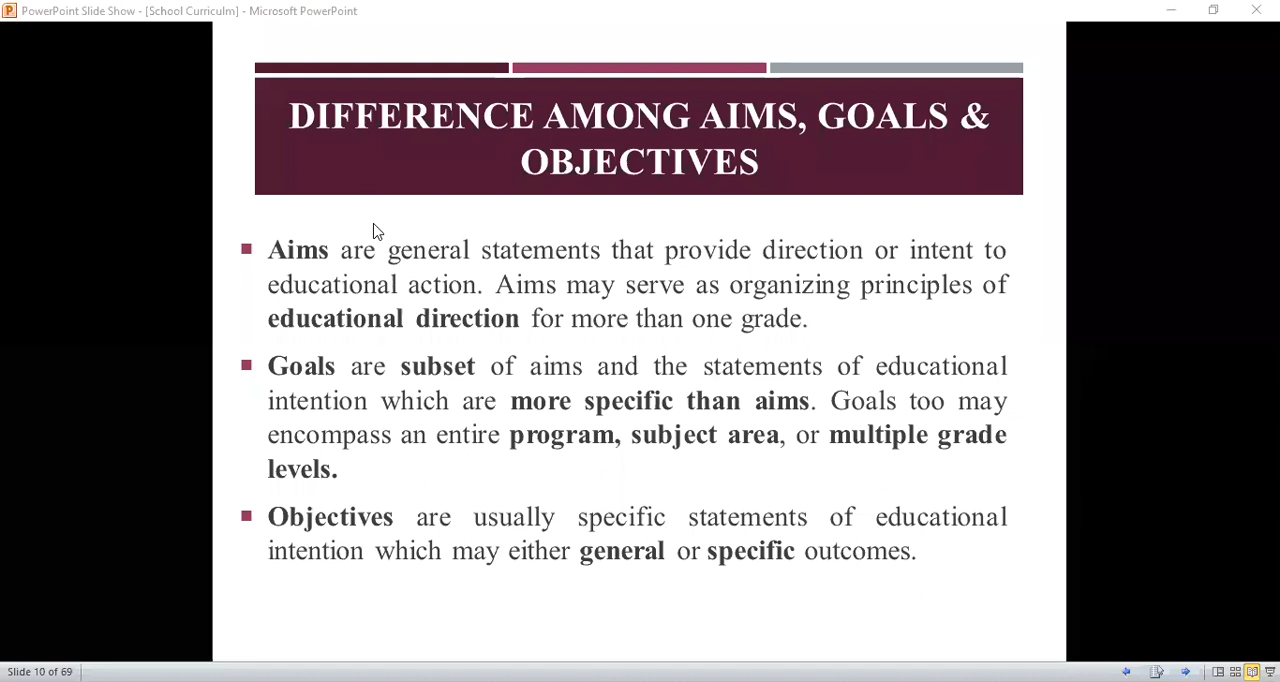 PowerPoint Slide Show - [School Curriculm] - Microsoft PowerPoint
DIFFERENCE AMONG AIMS, GOALS &
OBJECTIVES
Aims are general statements that provide direction or intent to
educational action. Aims may serve as organizing principles of
educational direction for more than one grade.
Goals are subset of aims and the statements of educational
intention which are more specific than aims. Goals too may
encompass an entire program, subject area, or multiple grade
levels.
Objectives are usually specific statements of educational
intention which may either general or specific outcomes.
Slide 10 of 69